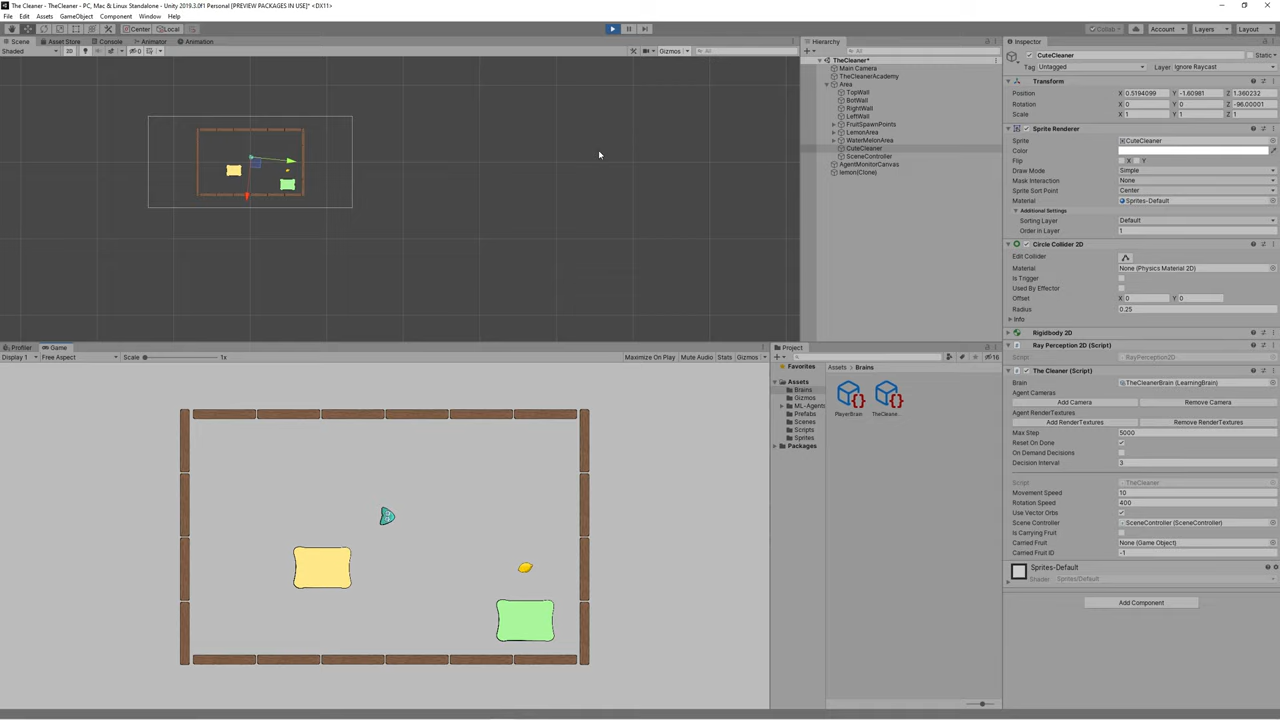 The Cleaner - TheCleaner - PC, Mac & Linux Standalone - Unity 2019.3.0f1 Personal [PREVIEW PACKAGES IN USE]* <DX11>
File Edit Assets GameObject Component Window Help
Center Local Collab Account Layers Layout
Scene Asset Store Console Animator Animation
Shaded 2D 0 Gizmos All
Hierarchy
All
TheCleaner*
Main Camera
TheCleanerAcademy
Area
TopWall
BotWall
RightWall
LeftWall
FruitSpawnPoints
LemonArea
WaterMelonArea
CuteCleaner
SceneController
AgentMonitorCanvas
lemon(Clone)
Profiler Game
Display 1 Free Aspect Scale 1x Maximize On Play Mute Audio Stats Gizmos
Project
16
Favorites
Assets
Brains
Gizmos
ML-Agents
Prefabs
Scenes
Scripts
Sprites
Packages
Assets > Brains
PlayerBrain TheCleane...
Inspector
CuteCleaner Static
Tag Untagged Layer Ignore Raycast
Transform
Position X 0.5194099 Y -1.60981 Z 1.360232
Rotation X 0 Y 0 Z -96.00001
Scale X 1 Y 1 Z 1
Sprite Renderer
Sprite CuteCleaner
Color
Flip X Y
Draw Mode Simple
Mask Interaction None
Sprite Sort Point Center
Material Sprites-Default
Additional Settings
Sorting Layer Default
Order in Layer 1
Circle Collider 2D
Edit Collider
Material None (Physics Material 2D)
Is Trigger
Used By Effector
Offset X 0 Y 0
Radius 0.25
Info
Rigidbody 2D
Ray Perception 2D (Script)
Script RayPerception2D
The Cleaner (Script)
Brain TheCleanerBrain (LearningBrain)
Agent Cameras
Add Camera Remove Camera
Agent RenderTextures
Add RenderTextures Remove RenderTextures
Max Step 5000
Reset On Done
On Demand Decisions
Decision Interval 3
Script TheCleaner
Movement Speed 10
Rotation Speed 400
Use Vector Orbs
Scene Controller SceneController (SceneController)
Is Carrying Fruit
Carried Fruit None (Game Object)
Carried Fruit ID -1
Sprites-Default
Shader Sprites/Default
Add Component